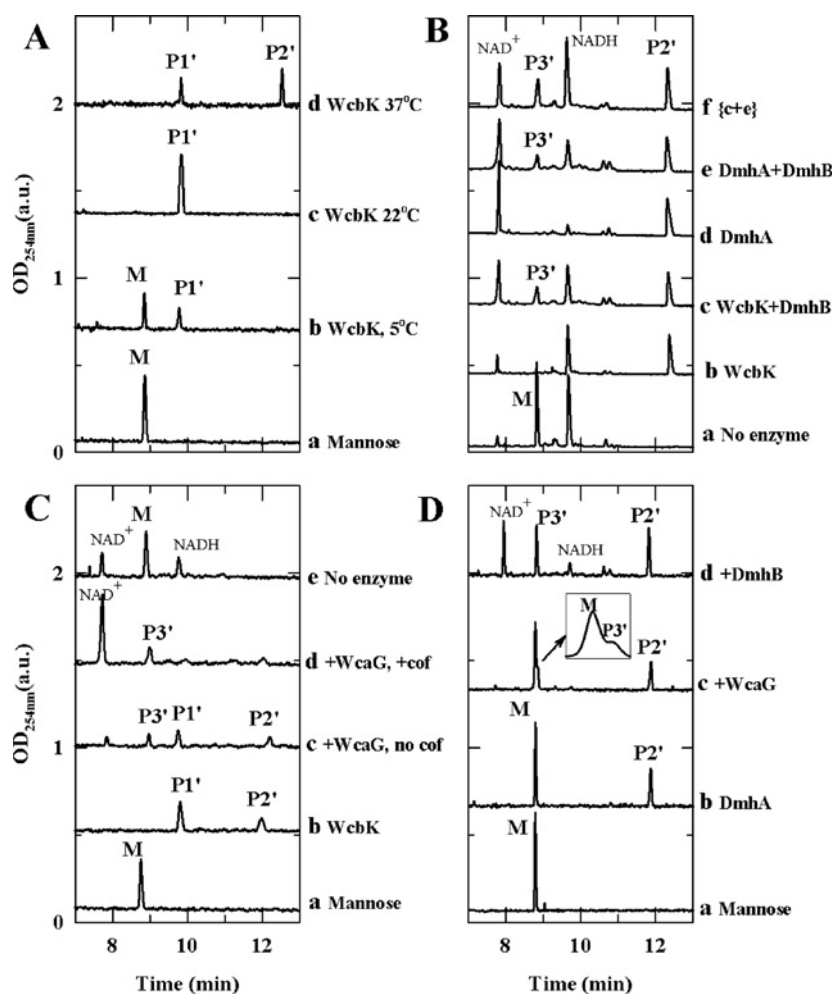 A
P1'
P2'
2
d WcbK 37°C
P1'
c WcbK 22°C
OD254nm(a.u.)
M
P1'
1
b WcbK, 5°C
M
0
a Mannose
B
NAD+
P3'
NADH
P2'
f {c+e}
P3'
e DmhA+DmhB
d DmhA
P3'
c WcbK+DmhB
b WcbK
M
a No enzyme
C
NAD+
M
NADH
2
e No enzyme
NAD+
P3'
d +WcaG, +cof
OD254nm(a.u.)
P3' P1' P2'
1
c +WcaG, no cof
P1' P2'
b WcbK
M
0
a Mannose
8 10 12
Time (min)
D
NAD+
P3'
NADH
P2'
d +DmhB
M
P3'
P2'
c +WcaG
M
P2'
b DmhA
M
a Mannose
8 10 12
Time (min)